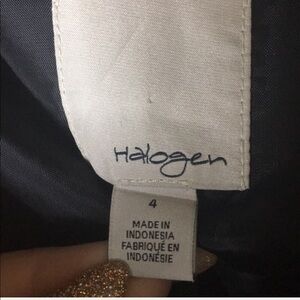 Halogen
4
MADE IN
INDONESIA
FABRIQUÉ EN
INDONÉSIE